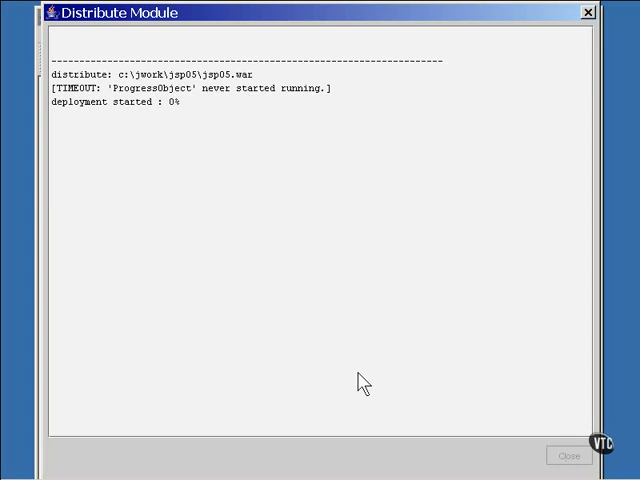 Distribute Module
--------------------------------------------------------------------
distribute: c:\jwork\jsp05\jsp05.war
[TIMEOUT: 'ProgressObject' never started running.]
deployment started : 0%
VTC
Close